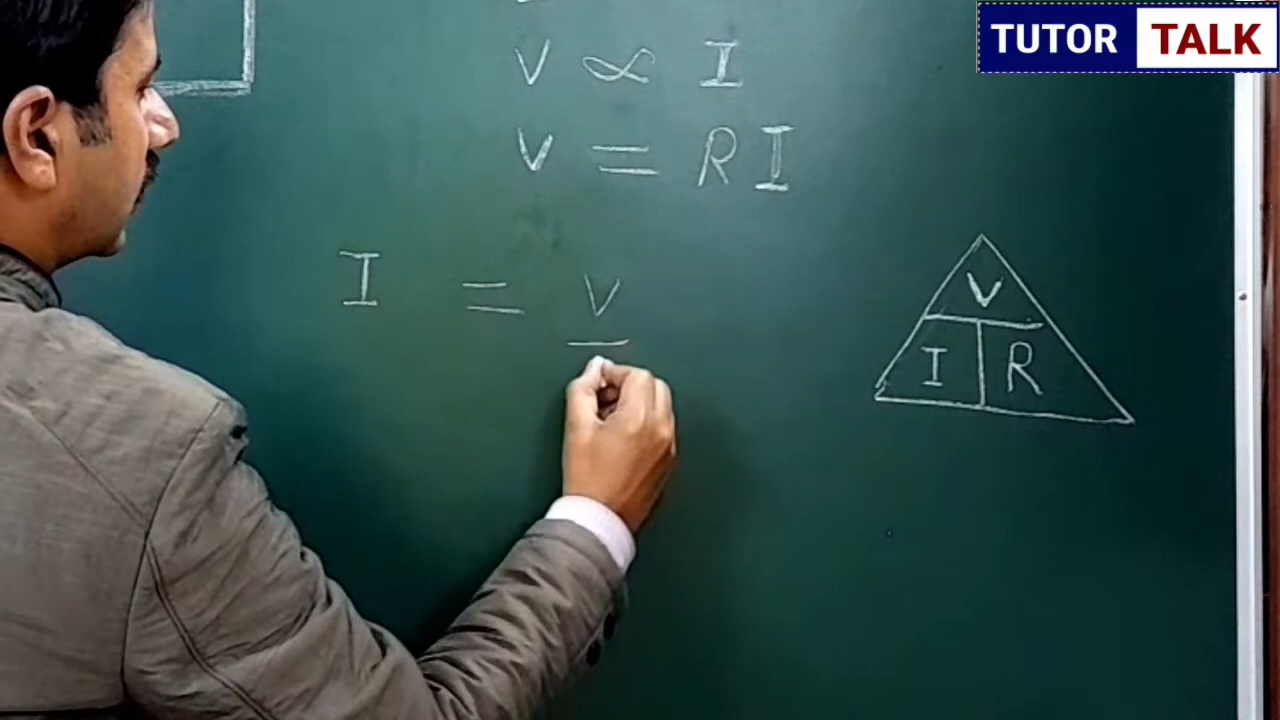 TUTOR TALK
V ∝ I
V = RI
I = V
V
I R